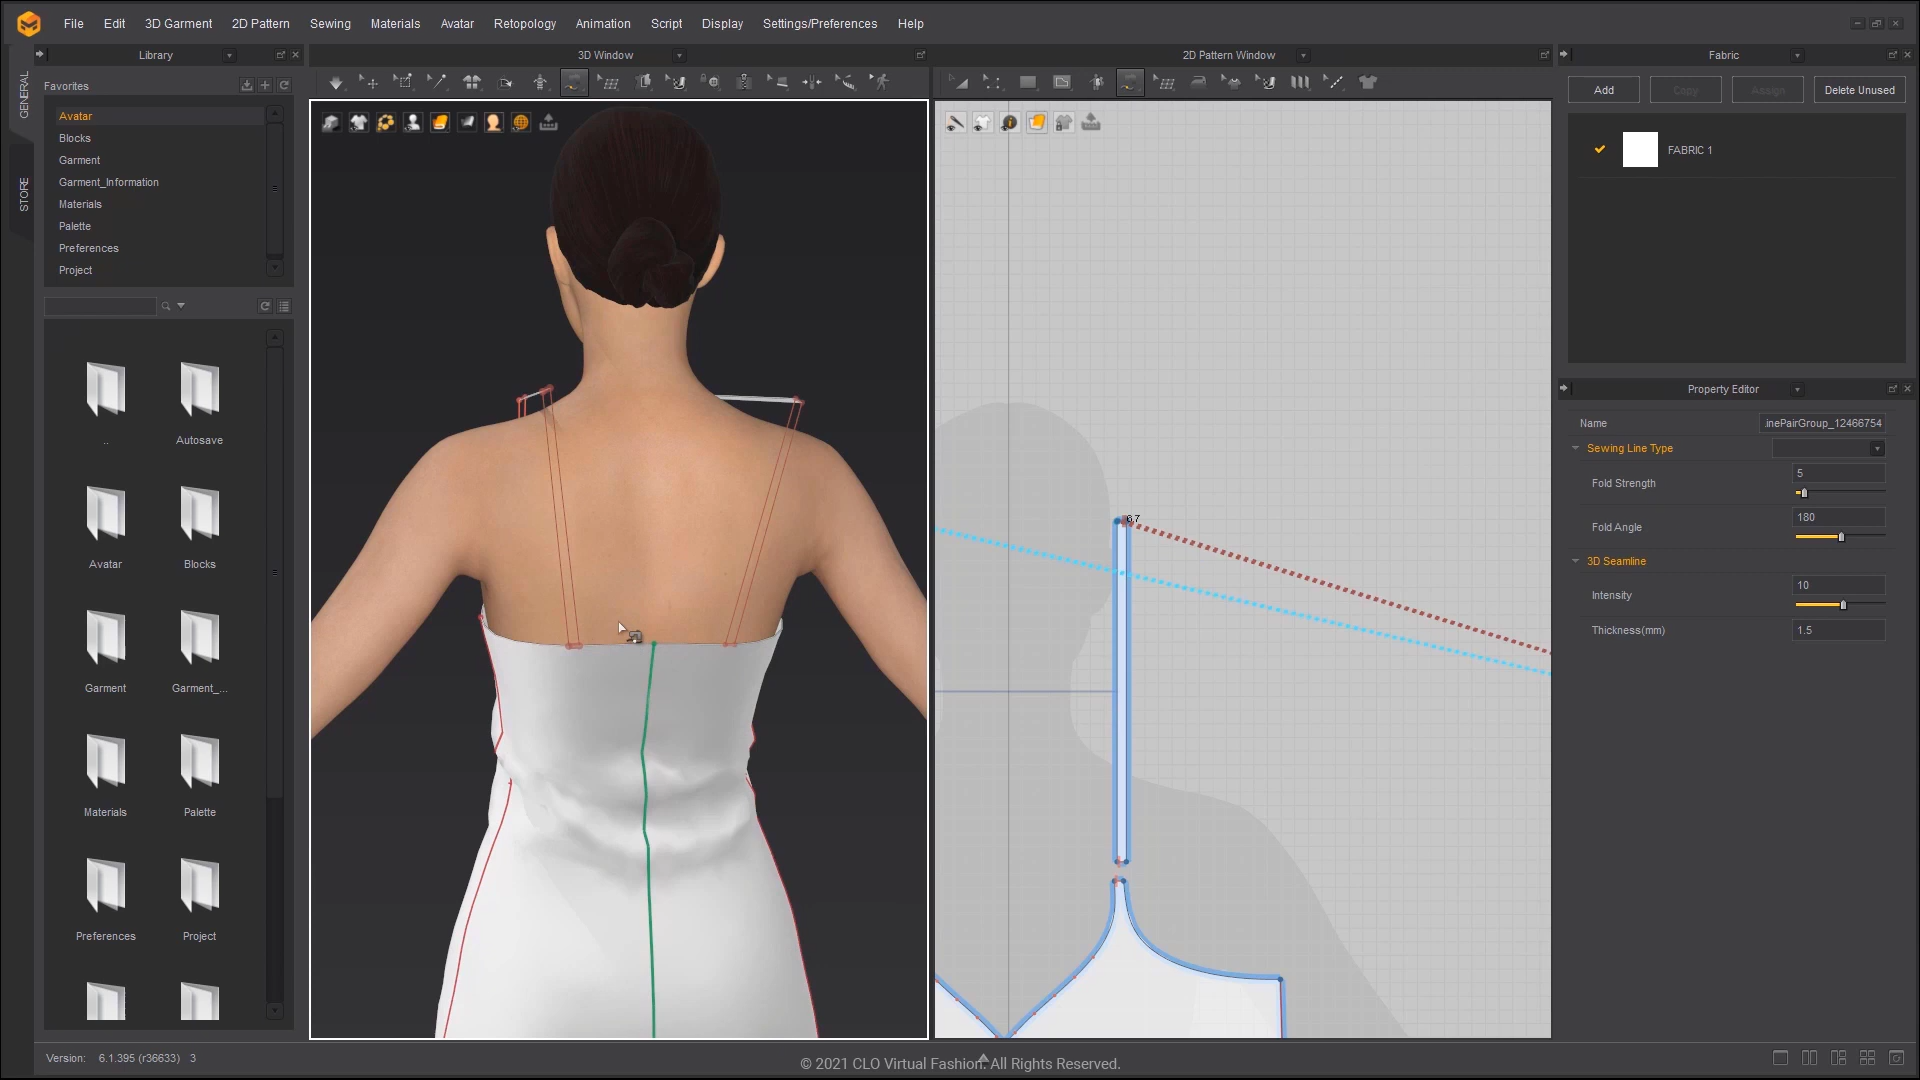 File Edit 3D Garment 2D Pattern Sewing Materials Avatar Retopology Animation Script Display Settings/Preferences Help
Library
3D Window
2D Pattern Window
Fabric
GENERAL
STORE
Favorites
Avatar
Blocks
Garment
Garment_Information
Materials
Palette
Preferences
Project
..
Autosave
Avatar
Blocks
Garment
Garment_...
Materials
Palette
Preferences
Project
67
Add Copy Assign Delete Unused
FABRIC 1
Property Editor
Name .inePairGroup_12466754
Sewing Line Type
Fold Strength 5
Fold Angle 180
3D Seamline
Intensity 10
Thickness(mm) 1.5
Version: 6.1.395 (r36633) 3
© 2021 CLO Virtual Fashion. All Rights Reserved.